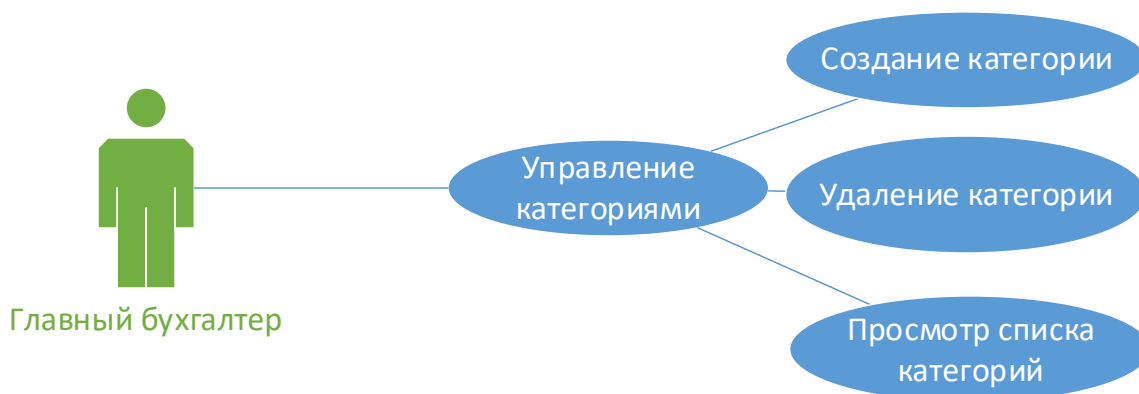 Создание категории
Управление
категориями
Удаление категории
Главный бухгалтер
Просмотр списка
категорий